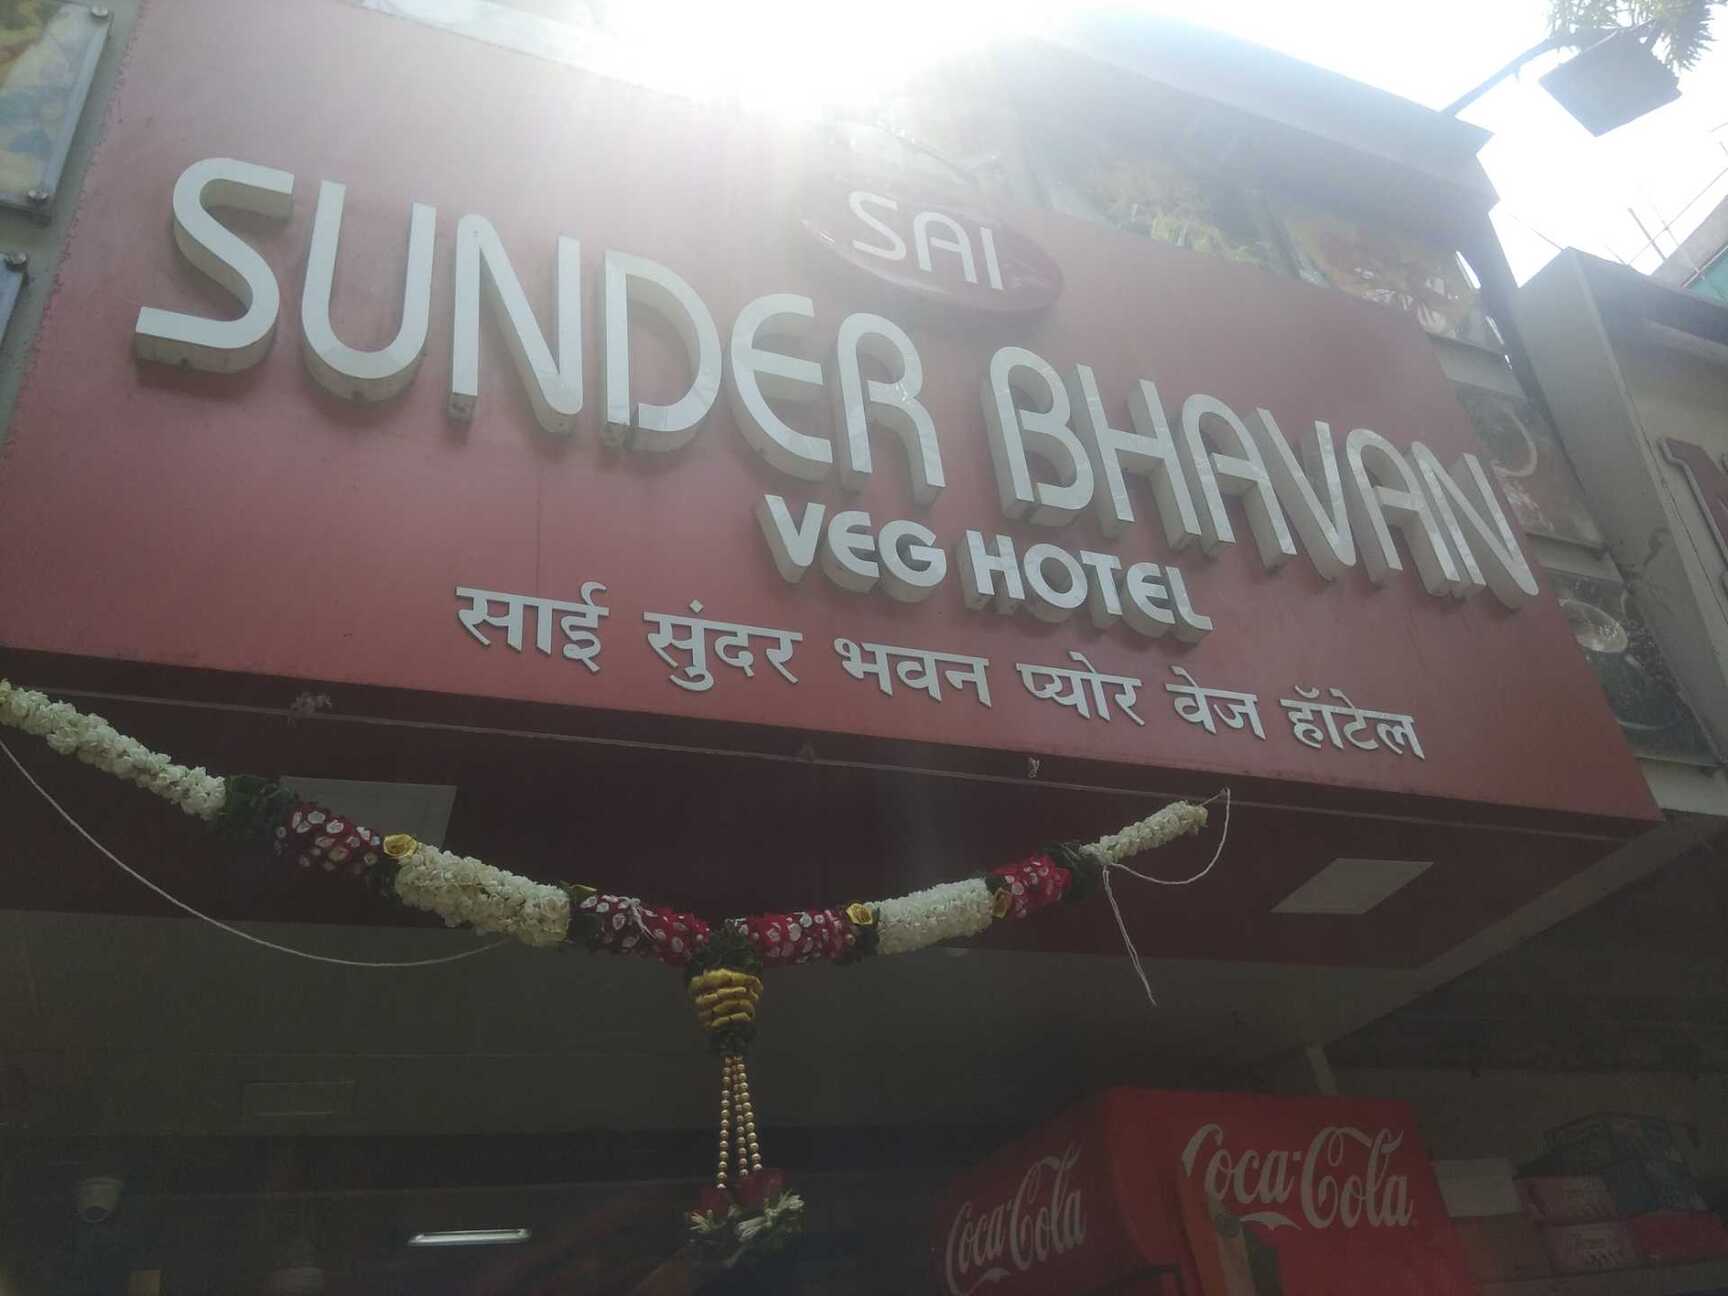 SAI
SUNDER BHAVAN
VEG HOTEL
साई सुंदर भवन प्योर वेज हॉटेल
Coca-Cola
Coca-Cola